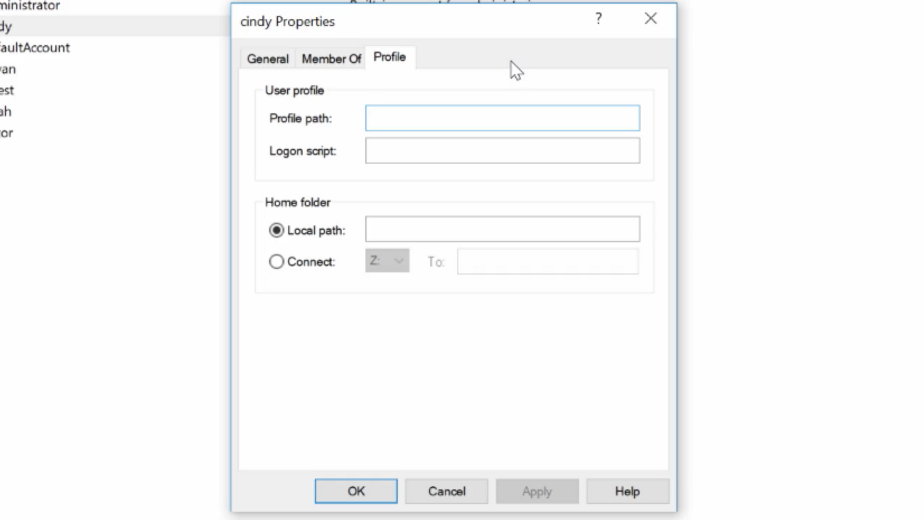 ministrator
dy
faultAccount
van
est
ah
tor
cindy Properties
?
General Member Of Profile
User profile
Profile path:
Logon script:
Home folder
Local path:
Connect: Z: To:
OK Cancel Apply Help